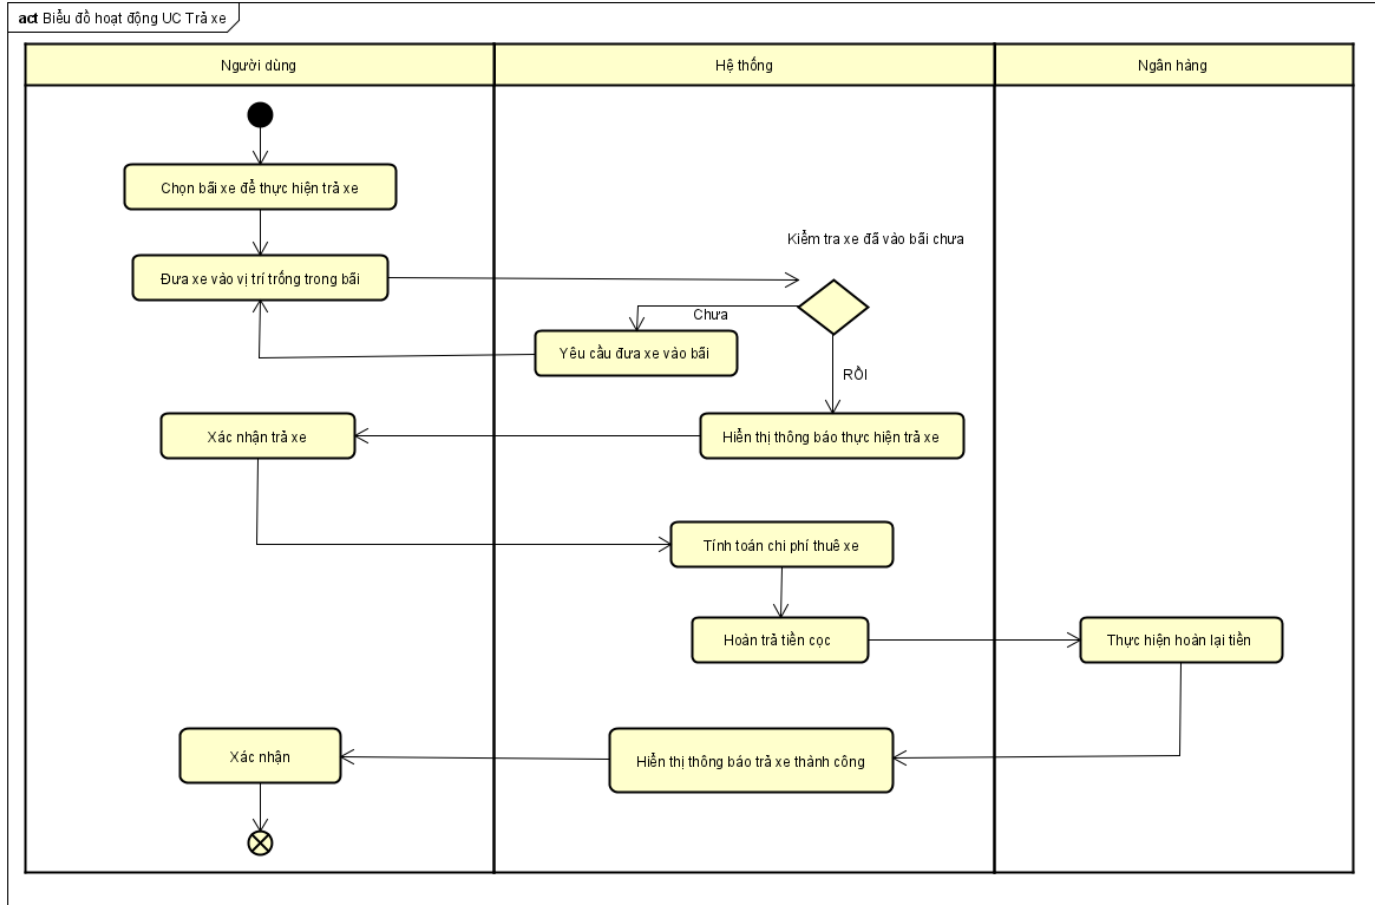 act Biểu đồ hoạt động UC Trả xe
Người dùng
Hệ thống
Ngân hàng
Chọn bãi xe để thực hiện trả xe
Kiểm tra xe đã vào bãi chưa
Đưa xe vào vị trí trống trong bãi
Chưa
Yêu cầu đưa xe vào bãi
RỒI
Xác nhận trả xe
Hiển thị thông báo thực hiện trả xe
Tính toán chi phí thuê xe
Hoàn trả tiền cọc
Thực hiện hoàn lại tiền
Xác nhận
Hiển thị thông báo trả xe thành công